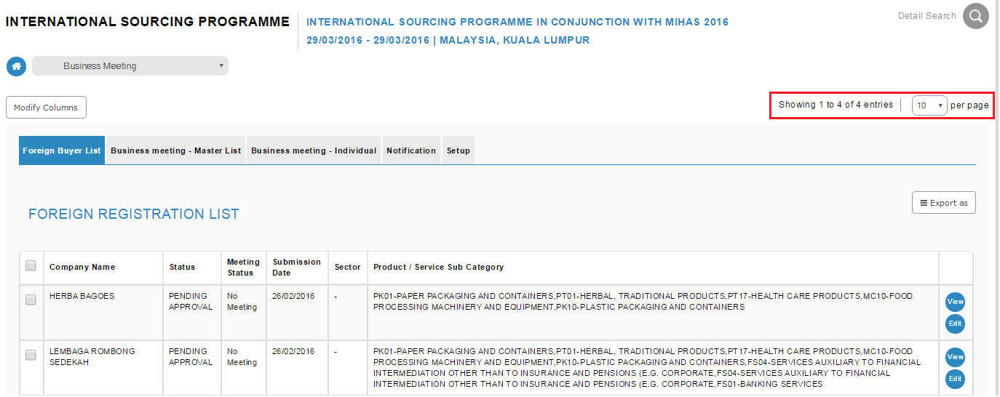 INTERNATIONAL SOURCING PROGRAMME
INTERNATIONAL SOURCING PROGRAMME IN CONJUNCTION WITH MIHAS 2016
29/03/2016 - 29/03/2016 | MALAYSIA, KUALA LUMPUR
Detail Search
Business Meeting
Modify Columns
Showing 1 to 4 of 4 entries
10 per page
Foreign Buyer List
Business meeting - Master List
Business meeting - Individual
Notification
Setup
FOREIGN REGISTRATION LIST
Export as
Company Name
Status
Meeting
Status
Submission
Date
Sector
Product / Service Sub Category
HERBA BAGOES
PENDING
APPROVAL
No
Meeting
26/02/2016
-
PK01-PAPER PACKAGING AND CONTAINERS,PT01-HERBAL, TRADITIONAL PRODUCTS,PT17-HEALTH CARE PRODUCTS,MC10-FOOD
PROCESSING MACHINERY AND EQUIPMENT,PK10-PLASTIC PACKAGING AND CONTAINERS
View
Edit
LEMBAGA ROMBONG
SEDEKAH
PENDING
APPROVAL
No
Meeting
26/02/2016
-
PK01-PAPER PACKAGING AND CONTAINERS,PT01-HERBAL, TRADITIONAL PRODUCTS,PT17-HEALTH CARE PRODUCTS,MC10-FOOD
PROCESSING MACHINERY AND EQUIPMENT,PK10-PLASTIC PACKAGING AND CONTAINERS,FS04-SERVICES AUXILIARY TO FINANCIAL
INTERMEDIATION OTHER THAN TO INSURANCE AND PENSIONS (E.G. CORPORATE,FS04-SERVICES AUXILIARY TO FINANCIAL
INTERMEDIATION OTHER THAN TO INSURANCE AND PENSIONS (E.G. CORPORATE,FS01-BANKING SERVICES
View
Edit